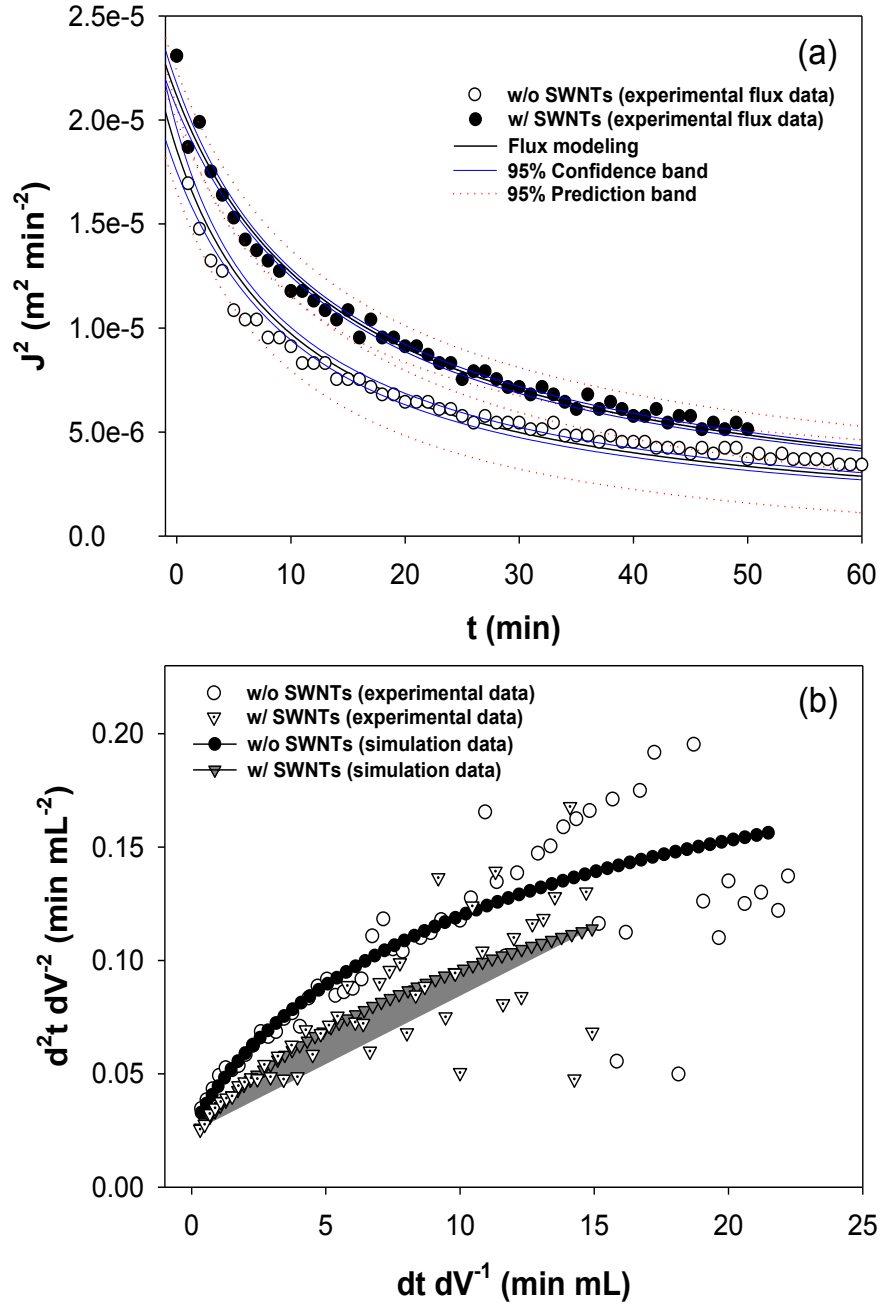 (a)
w/o SWNTs (experimental flux data)
w/ SWNTs (experimental flux data)
Flux modeling
95% Confidence band
95% Prediction band
J² (m² min⁻²)
2.5e-5
2.0e-5
1.5e-5
1.0e-5
5.0e-6
0.0
0 10 20 30 40 50 60
t (min)
(b)
w/o SWNTs (experimental data)
w/ SWNTs (experimental data)
w/o SWNTs (simulation data)
w/ SWNTs (simulation data)
d²t dV⁻² (min mL⁻²)
0.20
0.15
0.10
0.05
0.00
0 5 10 15 20 25
dt dV⁻¹ (min mL)